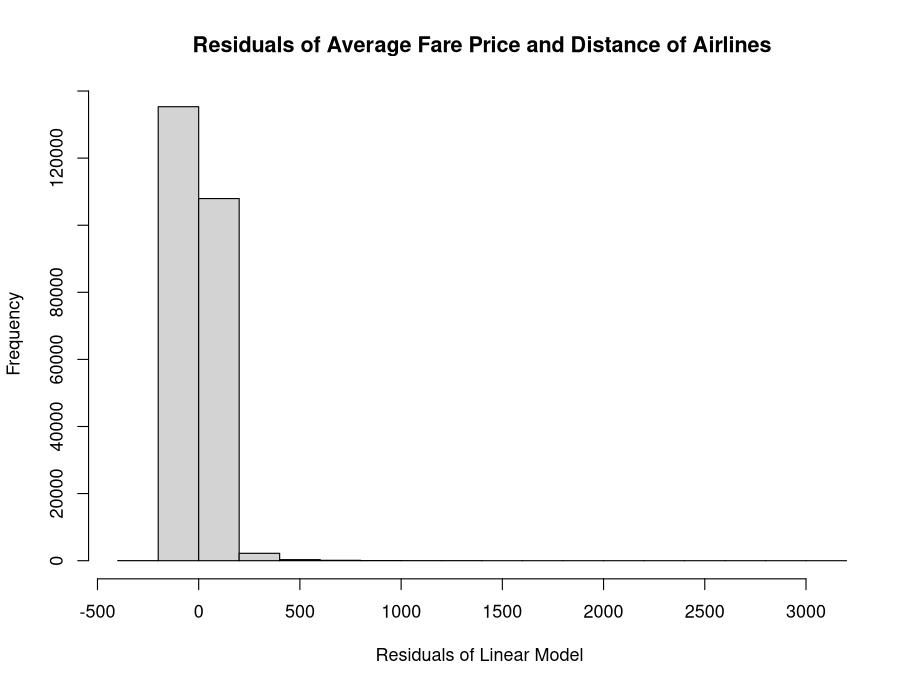 Residuals of Average Fare Price and Distance of Airlines
Frequency
120000
80000
60000
40000
20000
0
-500 0 500 1000 1500 2000 2500 3000
Residuals of Linear Model